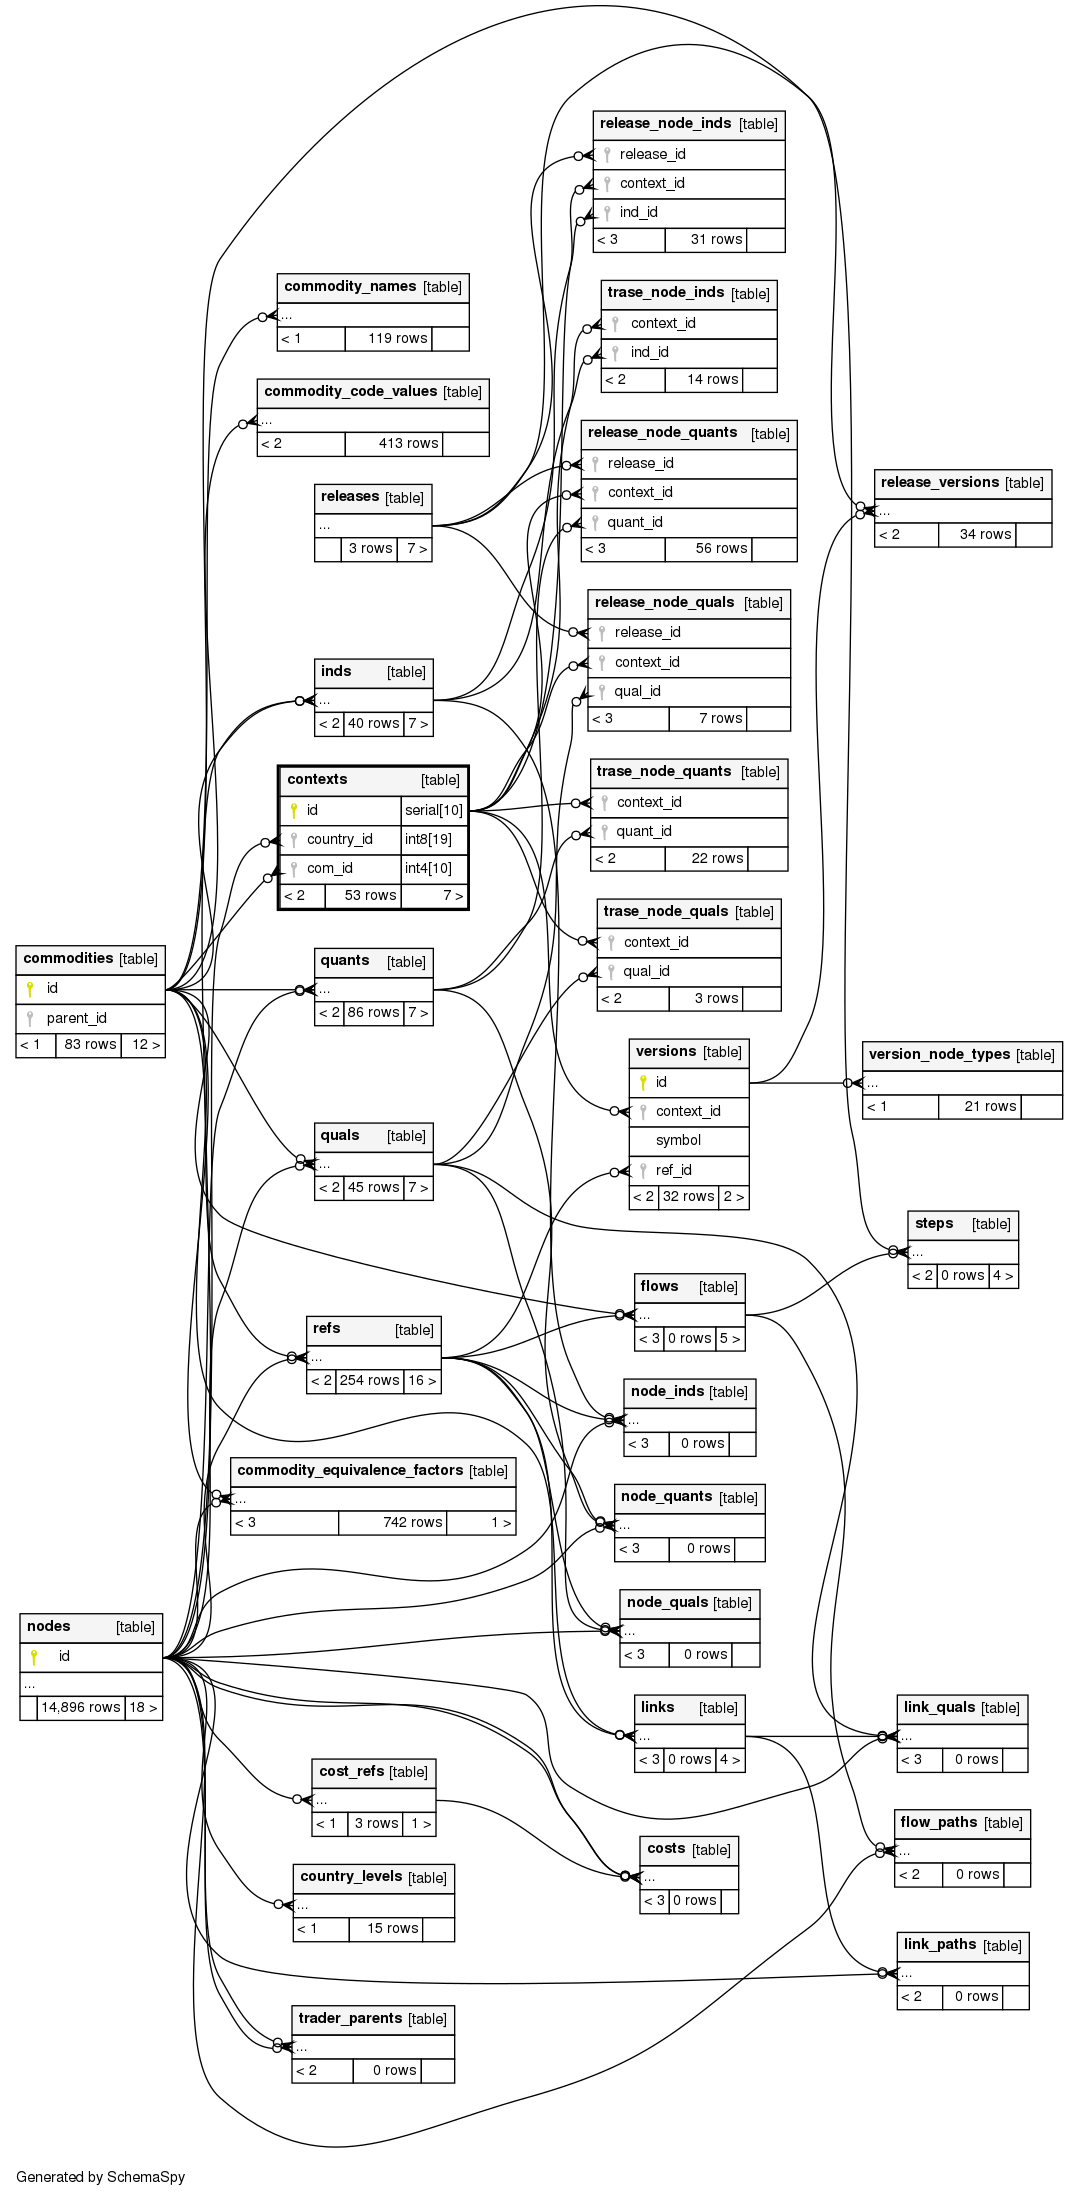 release_node_inds [table]
release_id
context_id
ind_id
< 3 31 rows
commodity_names [table]
...
< 1 119 rows
trase_node_inds [table]
context_id
ind_id
< 2 14 rows
commodity_code_values [table]
...
< 2 413 rows
release_node_quants [table]
release_id
context_id
quant_id
< 3 56 rows
releases [table]
...
3 rows 7 >
release_versions [table]
...
< 2 34 rows
release_node_quals [table]
release_id
context_id
qual_id
< 3 7 rows
inds [table]
...
< 2 40 rows 7 >
contexts [table]
id serial[10]
country_id int8[19]
com_id int4[10]
< 2 53 rows 7 >
trase_node_quants [table]
context_id
quant_id
< 2 22 rows
trase_node_quals [table]
context_id
qual_id
< 2 3 rows
commodities [table]
id
parent_id
< 1 83 rows 12 >
quants [table]
...
< 2 86 rows 7 >
versions [table]
id
context_id
symbol
ref_id
< 2 32 rows 2 >
version_node_types [table]
...
< 1 21 rows
quals [table]
...
< 2 45 rows 7 >
steps [table]
...
< 2 0 rows 4 >
flows [table]
...
< 3 0 rows 5 >
refs [table]
...
< 2 254 rows 16 >
node_inds [table]
...
< 3 0 rows
commodity_equivalence_factors [table]
...
< 3 742 rows 1 >
node_quants [table]
...
< 3 0 rows
node_quals [table]
...
< 3 0 rows
nodes [table]
id
...
14,896 rows 18 >
links [table]
...
< 3 0 rows 4 >
link_quals [table]
...
< 3 0 rows
cost_refs [table]
...
< 1 3 rows 1 >
flow_paths [table]
...
< 2 0 rows
costs [table]
...
< 3 0 rows
country_levels [table]
...
< 1 15 rows
link_paths [table]
...
< 2 0 rows
trader_parents [table]
...
< 2 0 rows
Generated by SchemaSpy